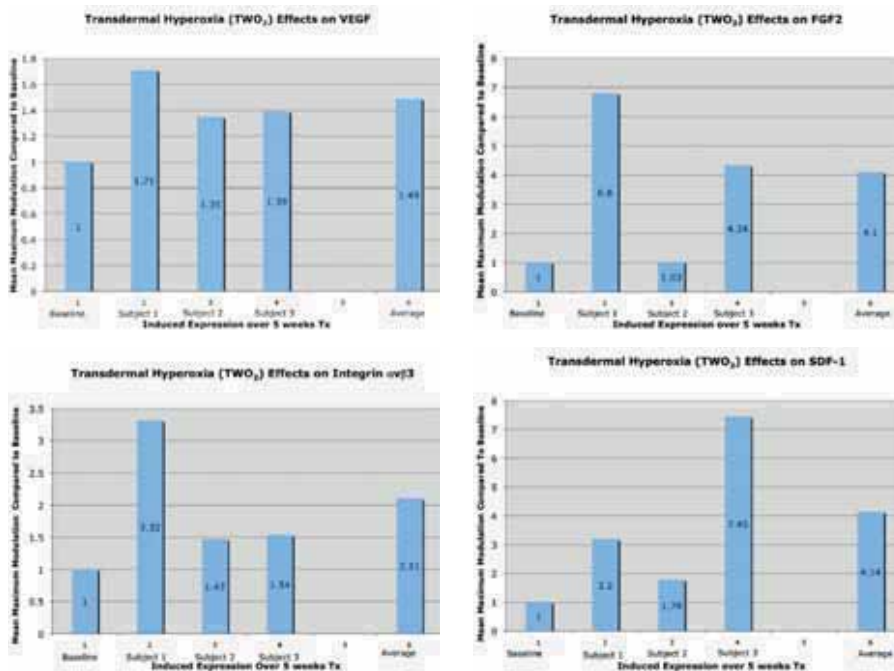 Transdermal Hyperoxia (TWO₂) Effects on VEGF
Mean Maximum Modulation Compared to Baseline
1.8
1.6
1.4
1.2
1
0.8
0.6
0.4
0.2
0
1
1.71
1.35
1.39
1.49
1 2 3 4 5 6
Baseline Subject 1 Subject 2 Subject 3 Average
Induced Expression over 5 weeks Tx
Transdermal Hyperoxia (TWO₂) Effects on FGF2
Mean Maximum Modulation Compared to Baseline
8
7
6
5
4
3
2
1
0
1
6.8
1.03
4.34
4.1
1 2 3 4 5 6
Baseline Subject 1 Subject 2 Subject 3 Average
Induced Expression over 5 weeks Tx
Transdermal Hyperoxia (TWO₂) Effects on Integrin αvβ3
Mean Maximum Modulation Compared to Baseline
3.5
3
2.5
2
1.5
1
0.5
0
1
3.32
1.47
1.54
2.11
1 2 3 4 5 6
Baseline Subject 1 Subject 2 Subject 3 Average
Induced Expression Over 5 weeks Tx
Transdermal Hyperoxia (TWO₂) Effects on SDF-1
Mean Maximum Modulation Compared To Baseline
8
7
6
5
4
3
2
1
0
1
3.2
1.78
7.45
4.14
1 2 3 4 5 6
Baseline Subject 1 Subject 2 Subject 3 Average
Induced Expression over 5 weeks Tx